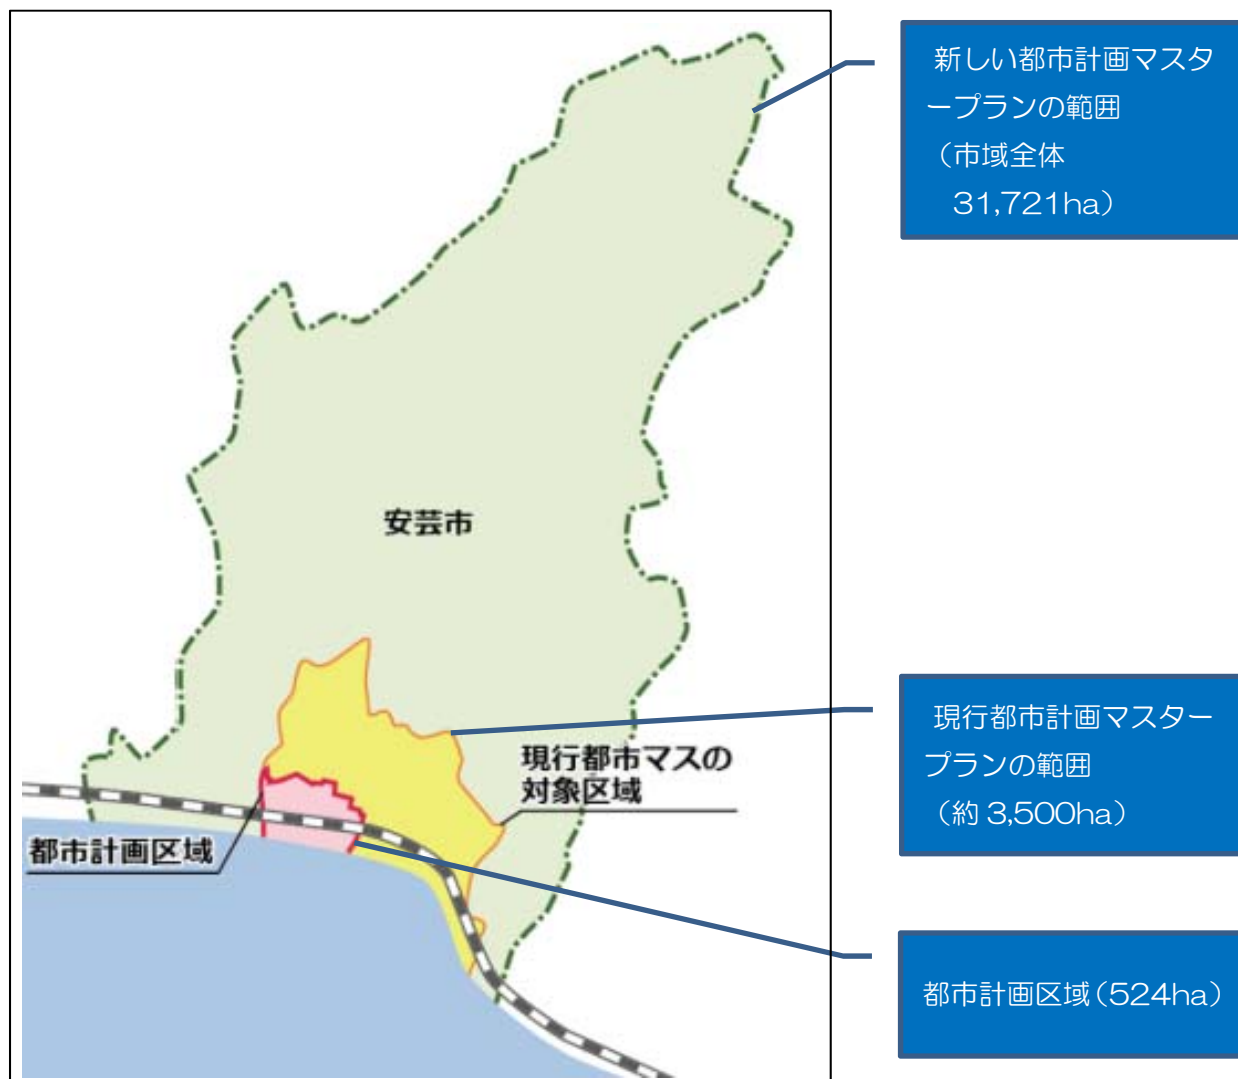 新しい都市計画マスタ
ープランの範囲
（市域全体
31,721ha）
安芸市
現行都市マスの
対象区域
都市計画区域
現行都市計画マスター
プランの範囲
（約 3,500ha）
都市計画区域（524ha）